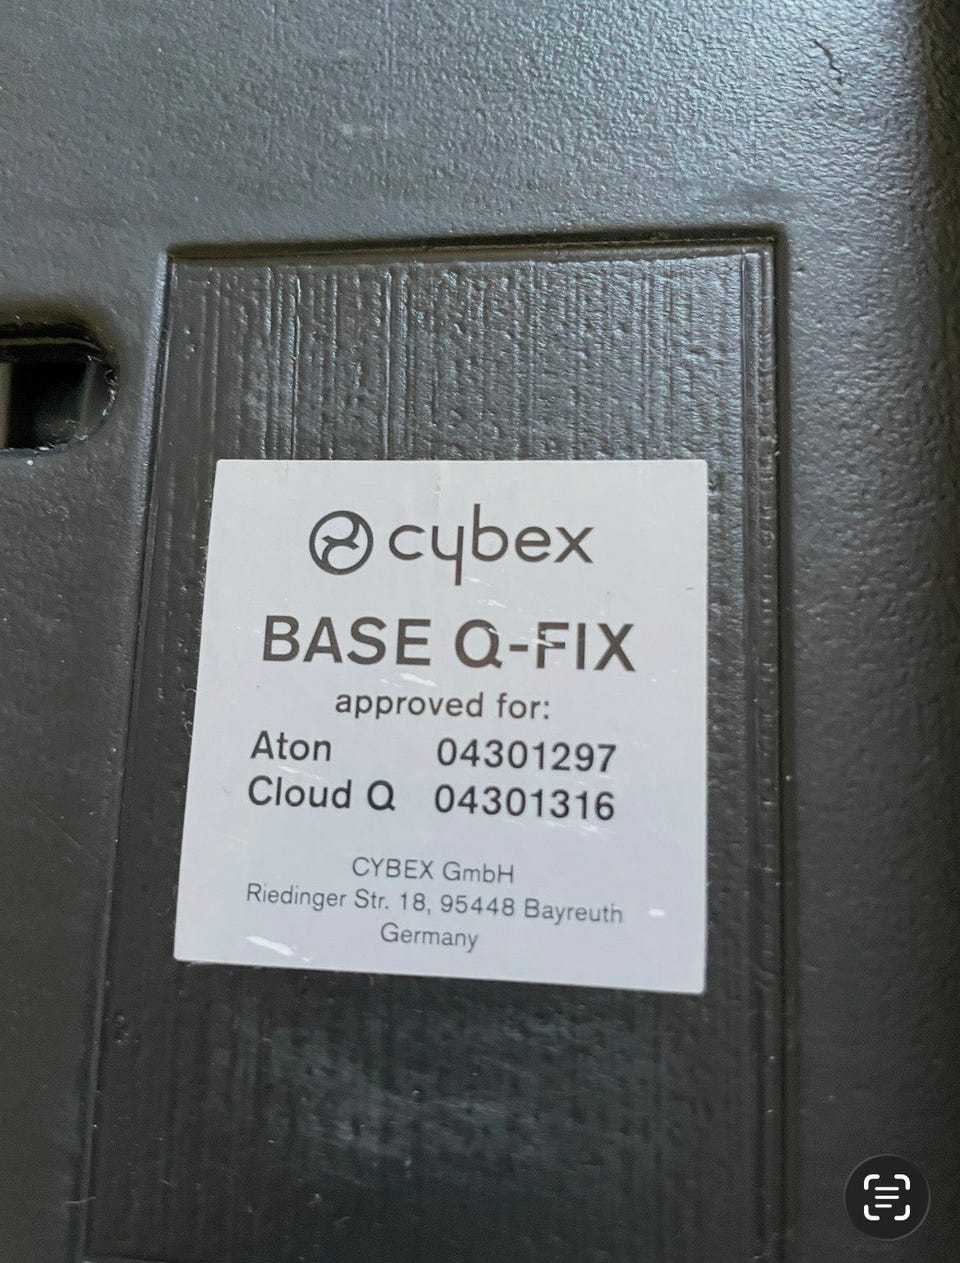 cybex
BASE Q-FIX
approved for:
Aton 04301297
Cloud Q 04301316
CYBEX GmbH
Riedinger Str. 18, 95448 Bayreuth
Germany